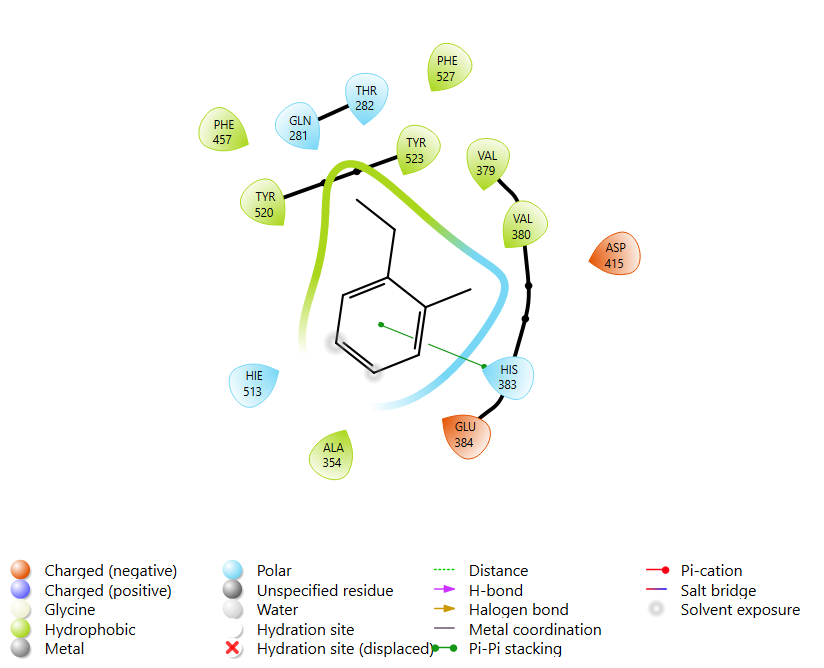 PHE
527
THR
282
GLN
281
PHE
457
TYR
523
VAL
379
TYR
520
VAL
380
ASP
415
HIE
513
HIS
383
GLU
384
ALA
354
Charged (negative)
Charged (positive)
Glycine
Hydrophobic
Metal
Polar
Unspecified residue
Water
Hydration site
Hydration site (displaced)
Distance
H-bond
Halogen bond
Metal coordination
Pi-Pi stacking
Pi-cation
Salt bridge
Solvent exposure